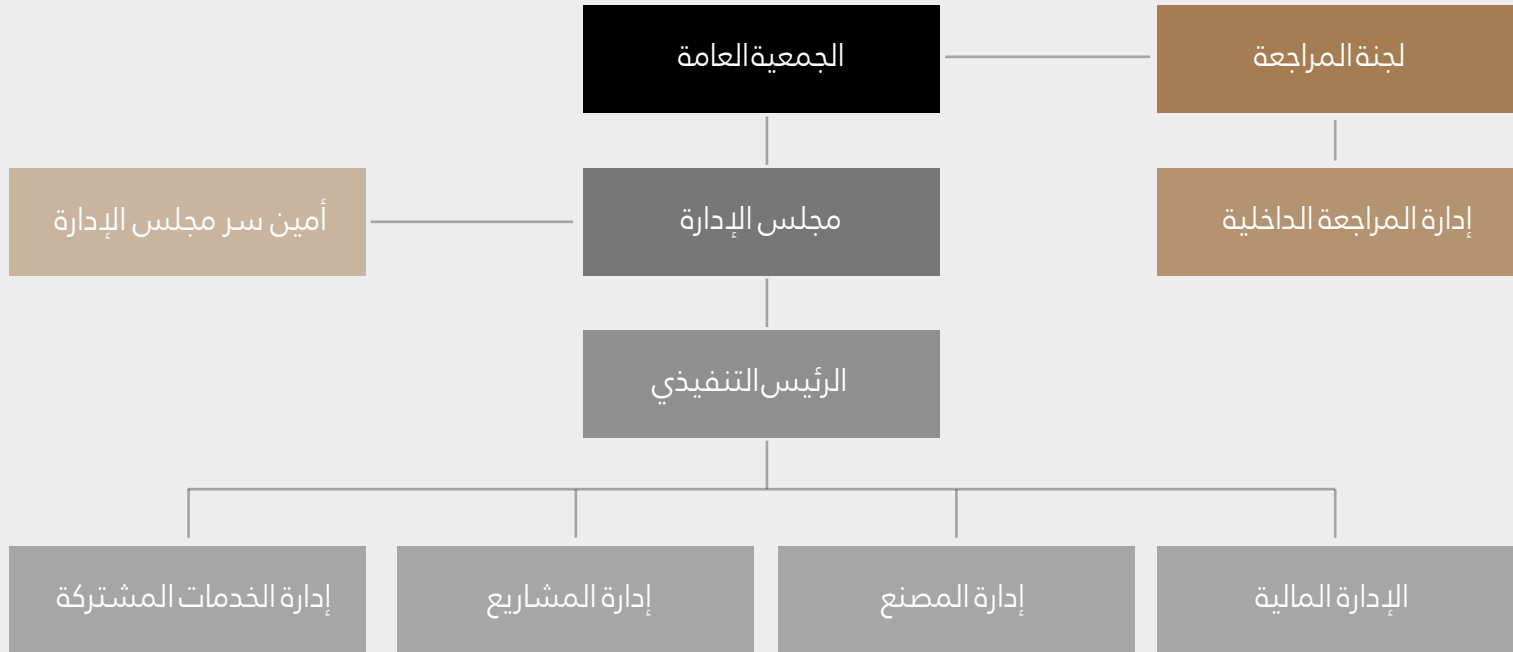 لجنة المراجعة
الجمعية العامة
إدارة المراجعة الداخلية
مجلس الإدارة
أمين سر مجلس الإدارة
الرئيس التنفيذي
الإدارة المالية
إدارة المصنع
إدارة المشاريع
إدارة الخدمات المشتركة